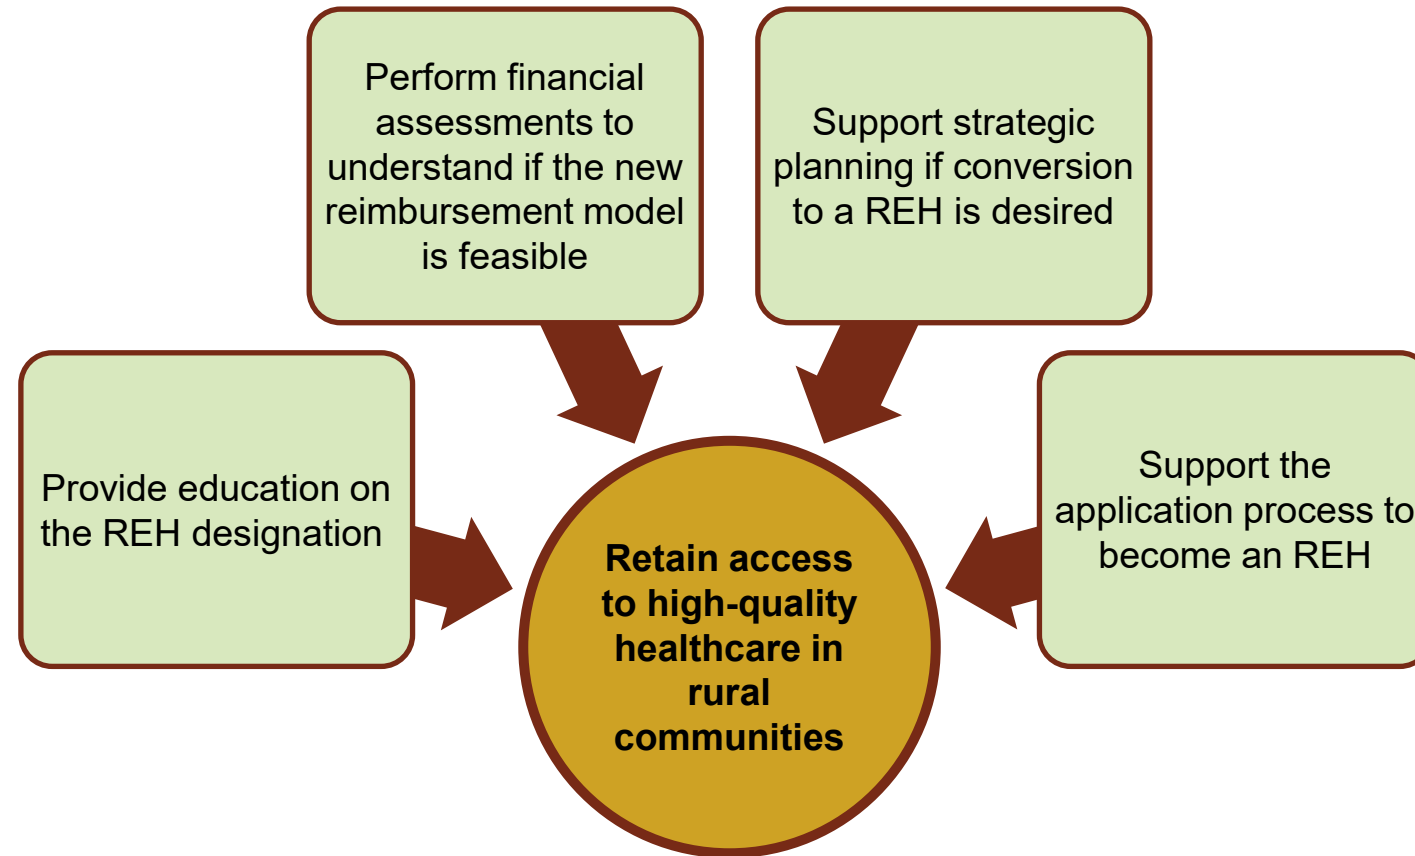 Perform financial
assessments to
understand if the new
reimbursement model
is feasible
Support strategic
planning if conversion
to a REH is desired
Provide education on
the REH designation
Support the
application process to
become an REH
Retain access
to high-quality
healthcare in
rural
communities